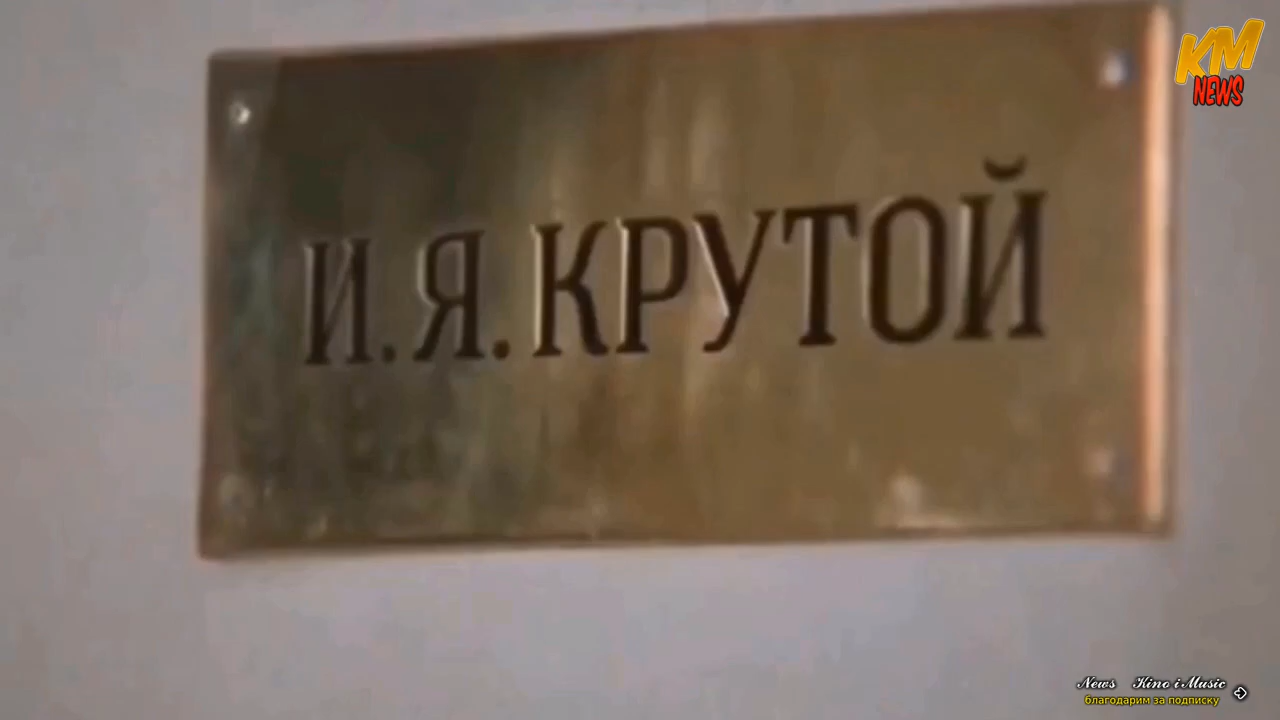 KM
NEWS
И. Я. КРУТОЙ
News Kino i Music
благодарим за подписку